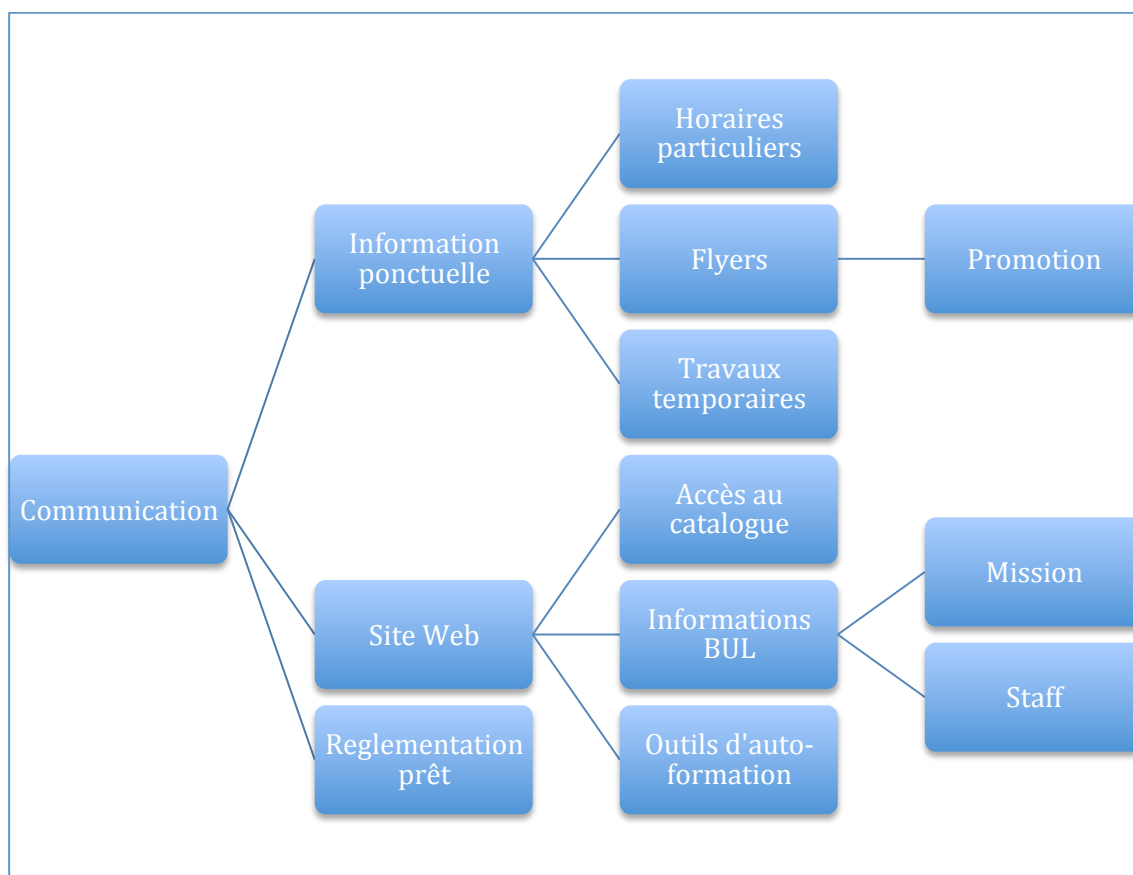 Communication
Information
ponctuelle
Horaires
particuliers
Flyers
Promotion
Travaux
temporaires
Site Web
Accès au
catalogue
Informations
BUL
Mission
Staff
Outils d'auto-
formation
Reglementation
prêt